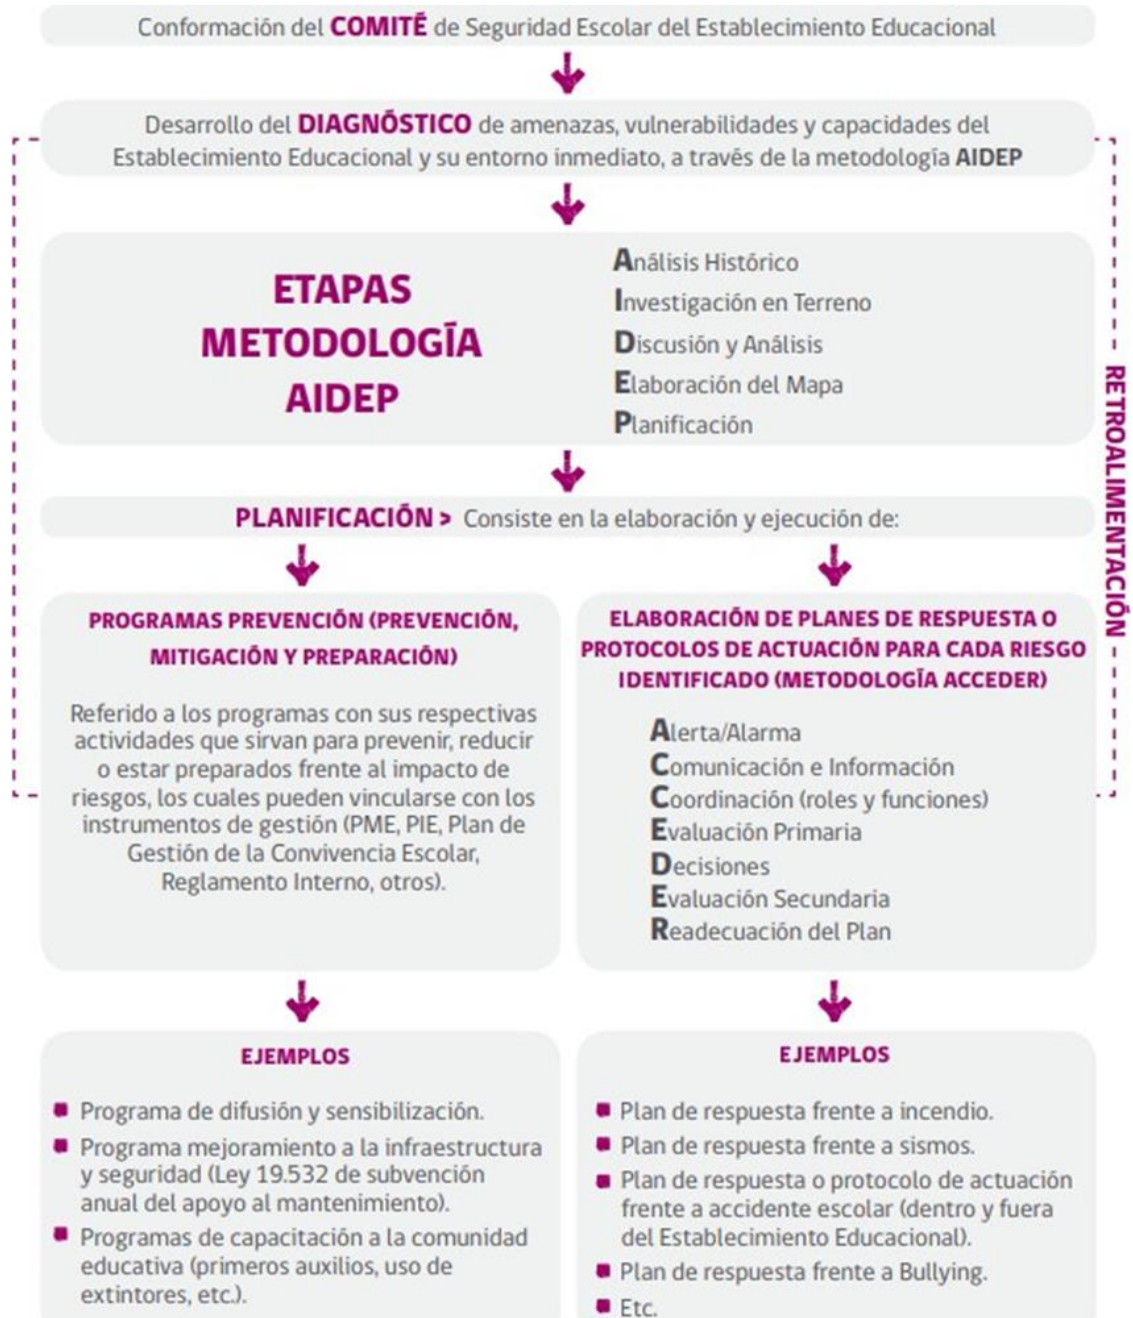 Conformación del COMITÉ de Seguridad Escolar del Establecimiento Educacional
Desarrollo del DIAGNÓSTICO de amenazas, vulnerabilidades y capacidades del
Establecimiento Educacional y su entorno inmediato, a través de la metodología AIDEP
ETAPAS
METODOLOGÍA
AIDEP
Análisis Histórico
Investigación en Terreno
Discusión y Análisis
Elaboración del Mapa
Planificación
RETROALIMENTACIÓN
PLANIFICACIÓN > Consiste en la elaboración y ejecución de:
PROGRAMAS PREVENCIÓN (PREVENCIÓN,
MITIGACIÓN Y PREPARACIÓN)
Referido a los programas con sus respectivas
actividades que sirvan para prevenir, reducir
o estar preparados frente al impacto de
riesgos, los cuales pueden vincularse con los
instrumentos de gestión (PME, PIE, Plan de
Gestión de la Convivencia Escolar,
Reglamento Interno, otros).
ELABORACIÓN DE PLANES DE RESPUESTA O
PROTOCOLOS DE ACTUACIÓN PARA CADA RIESGO
IDENTIFICADO (METODOLOGÍA ACCEDER)
Alerta/Alarma
Comunicación e Información
Coordinación (roles y funciones)
Evaluación Primaria
Decisiones
Evaluación Secundaria
Readecuación del Plan
EJEMPLOS
Programa de difusión y sensibilización.
Programa mejoramiento a la infraestructura
y seguridad (Ley 19.532 de subvención
anual del apoyo al mantenimiento).
Programas de capacitación a la comunidad
educativa (primeros auxilios, uso de
extintores, etc.).
EJEMPLOS
Plan de respuesta frente a incendio.
Plan de respuesta frente a sismos.
Plan de respuesta o protocolo de actuación
frente a accidente escolar (dentro y fuera
del Establecimiento Educacional).
Plan de respuesta frente a Bullying.
Etc.